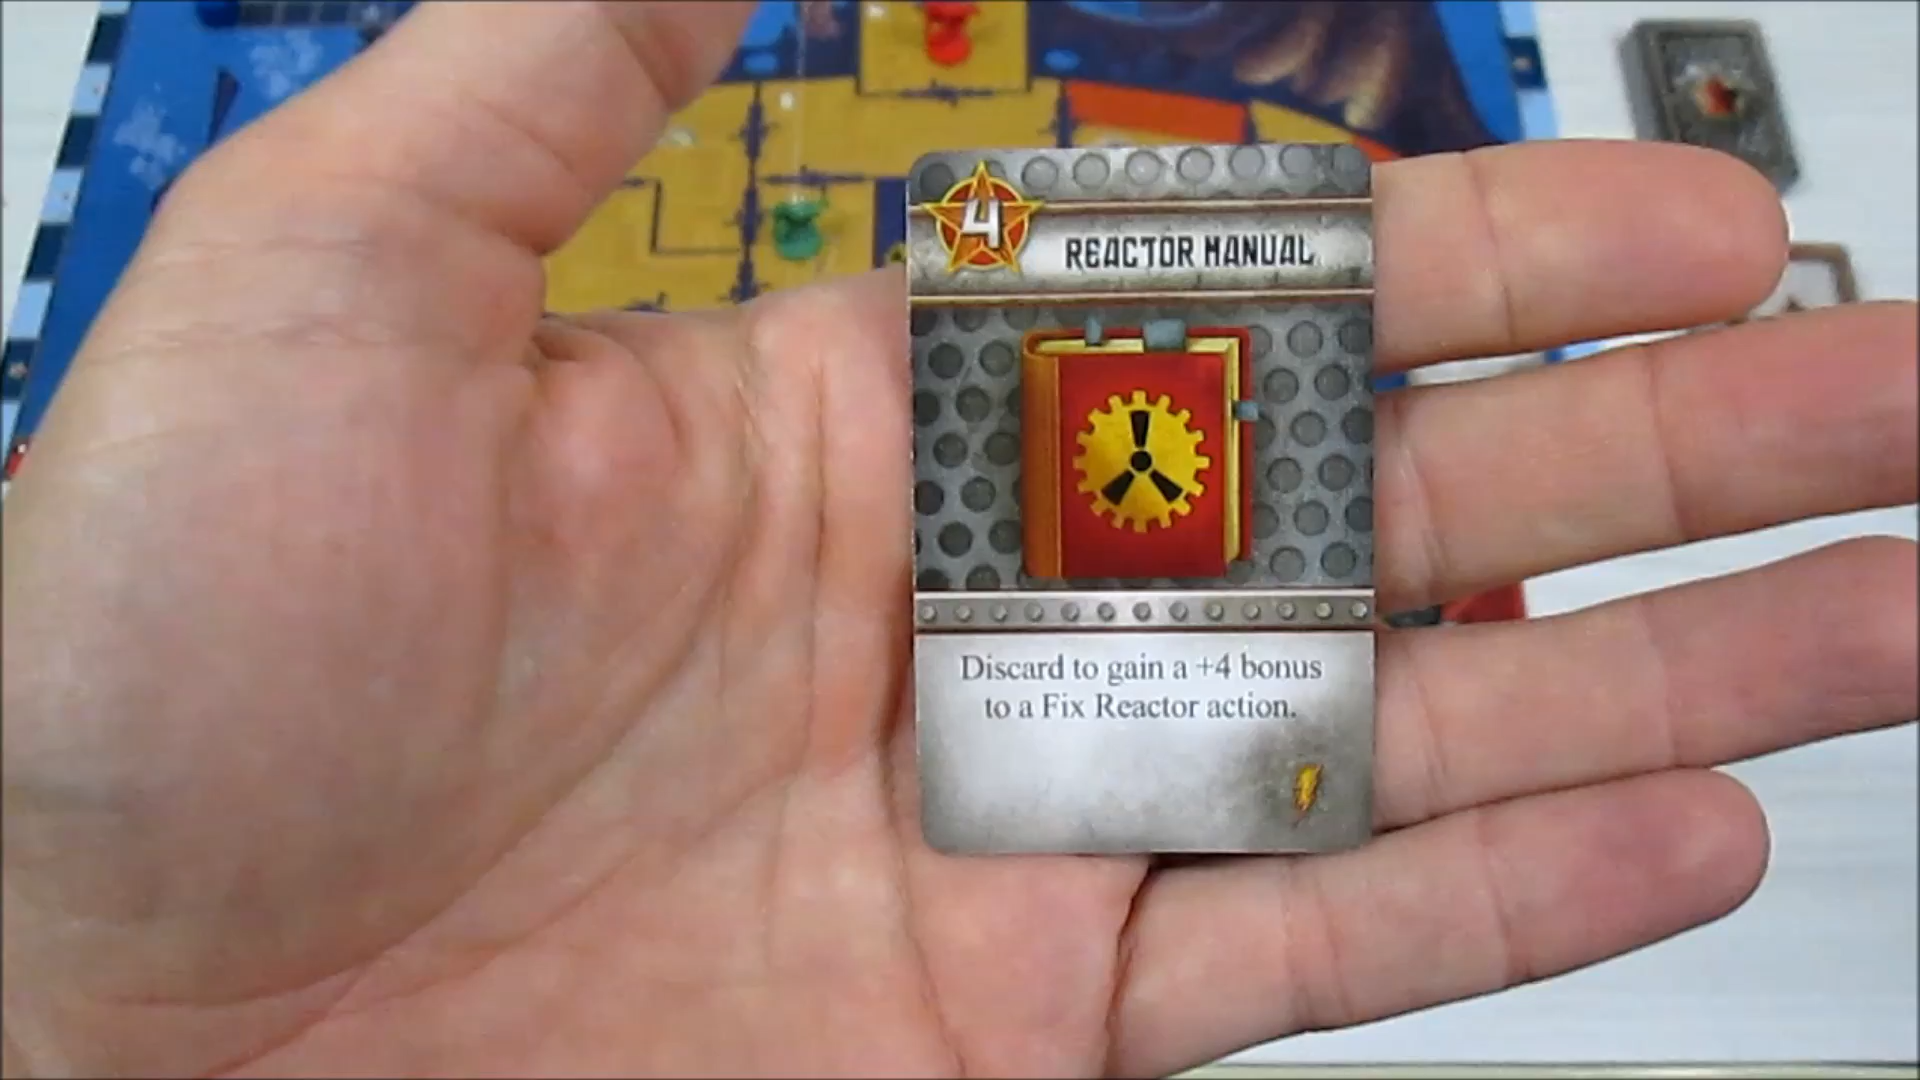 4
REACTOR MANUAL
Discard to gain a +4 bonus
to a Fix Reactor action.